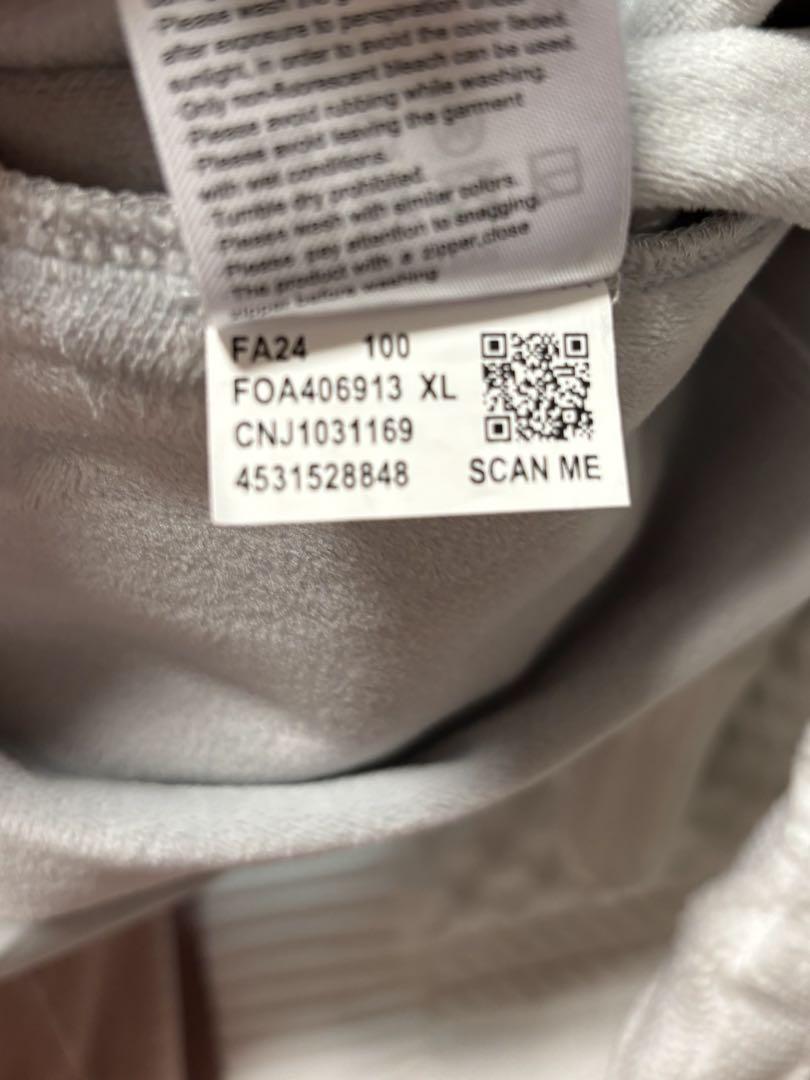 Please wash
after exposure to perspiration
sunlight, in order to avoid the color faded.
Only non-fluorescent bleach can be used.
Please avoid rubbing while washing.
Please avoid leaving the garment
with wet conditions.
Tumble dry prohibited.
Please wash with similar colors.
Please pay attention to snagging.
The product with a zipper,close
zipper before washing
FA24 100
FOA406913 XL
CNJ1031169
4531528848 SCAN ME